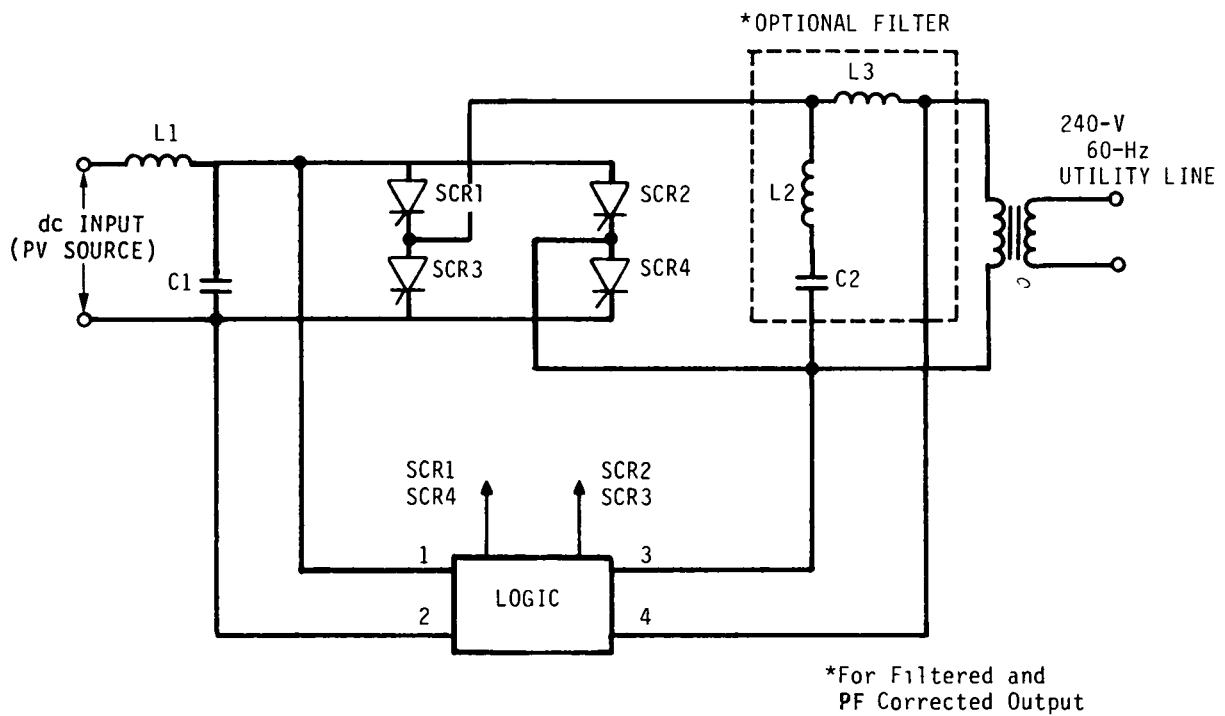 *OPTIONAL FILTER
L3
L1
240-V
60-Hz
UTILITY LINE
SCR1
SCR2
L2
dc INPUT
(PV SOURCE)
C1
SCR3
SCR4
C2
C
SCR1
SCR4
SCR2
SCR3
1
3
LOGIC
2
4
*For Filtered and
PF Corrected Output